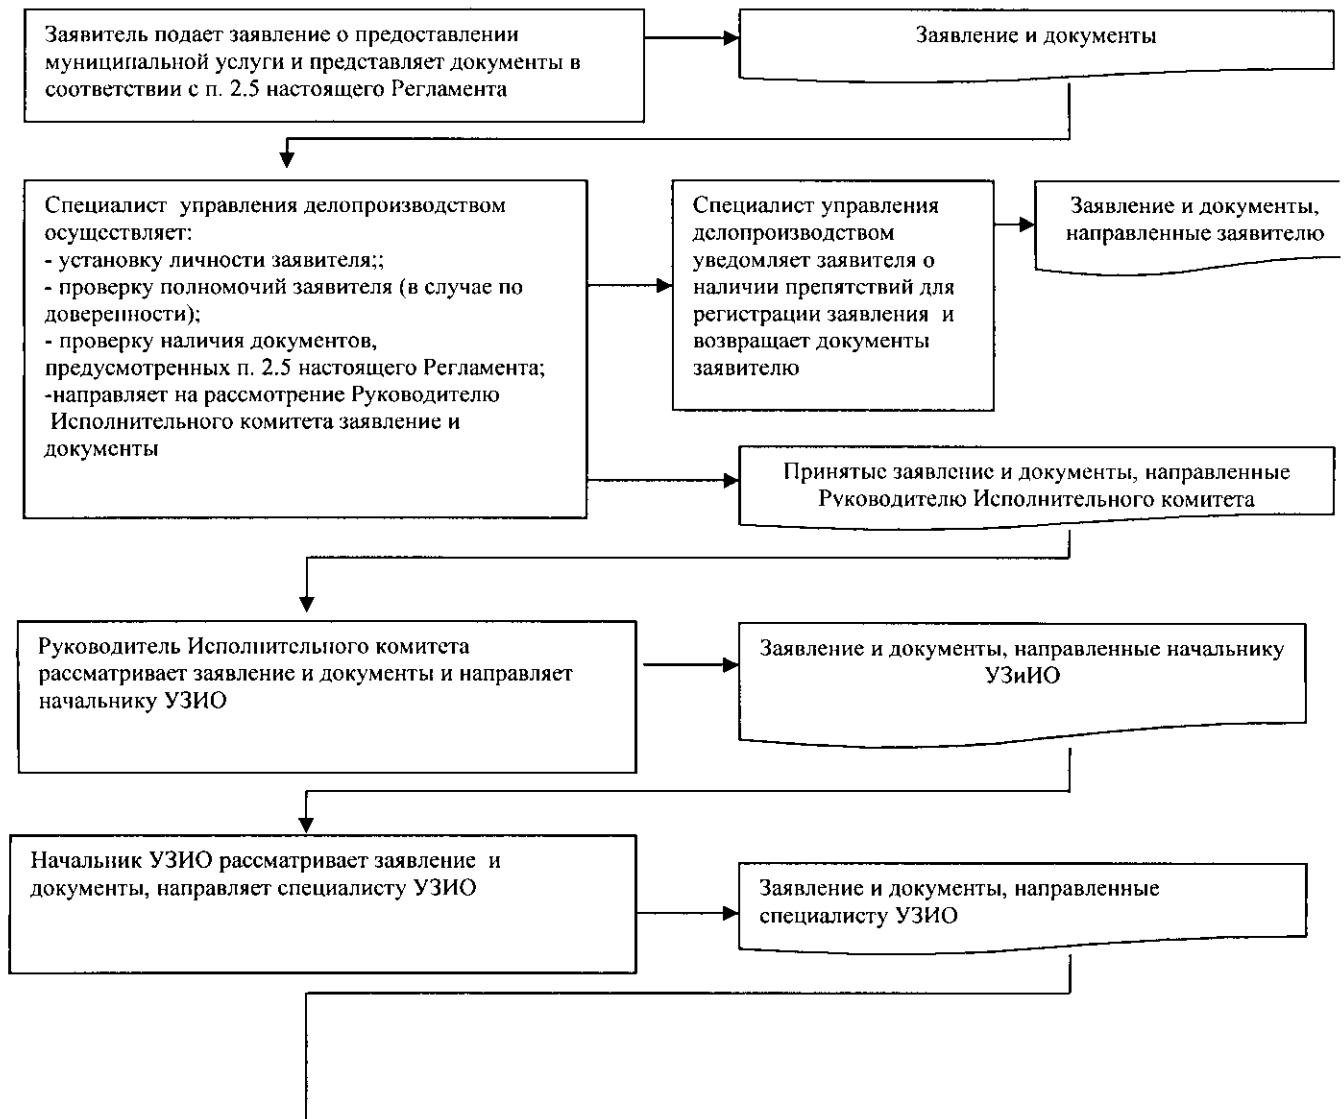 Заявитель подает заявление о предоставлении
муниципальной услуги и представляет документы в
соответствии с п. 2.5 настоящего Регламента
Заявление и документы
Специалист управления делопроизводством
осуществляет:
- установку личности заявителя;;
- проверку полномочий заявителя (в случае по
доверенности);
- проверку наличия документов,
предусмотренных п. 2.5 настоящего Регламента;
-направляет на рассмотрение Руководителю
Исполнительного комитета заявление и
документы
Специалист управления
делопроизводством
уведомляет заявителя о
наличии препятствий для
регистрации заявления и
возвращает документы
заявителю
Заявление и документы,
направленные заявителю
Принятые заявление и документы, направленные
Руководителю Исполнительного комитета
Руководитель Исполнительного комитета
рассматривает заявление и документы и направляет
начальнику УЗИО
Заявление и документы, направленные начальнику
УЗиИО
Начальник УЗИО рассматривает заявление и
документы, направляет специалисту УЗИО
Заявление и документы, направленные
специалисту УЗИО